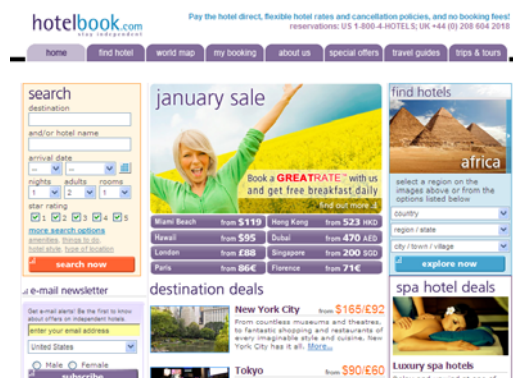 hotelbook.com
stay independent
Pay the hotel direct, flexible hotel rates and cancellation policies, and no booking fees!
reservations: US 1-800-4-HOTELS; UK +44 (0) 208 604 2018
home
find hotel
world map
my booking
about us
special offers
travel guides
trips & tours
search
destination
and/or hotel name
arrival date
--
--
nights adults rooms
1 2 1
star rating
1 2 3 4 5
more search options
amenities, things to do,
hotel style, type of location
search now
e-mail newsletter
Get e-mail alerts! Be the first to know
about offers on independent hotels.
enter your email address
United States
Male Female
subscribe
january sale
Book a GREATRATE™ with us
and get free breakfast daily
find out more
Miami Beach from $119 Hong Kong from 523 HKD
Hawaii from $95 Dubai from 470 AED
London from £88 Singapore from 200 SGD
Paris from 86€ Florence from 71€
destination deals
New York City from $165/£92
From countless museums and theatres,
to fantastic shopping and restaurants of
every imaginable style and cuisine. New
York City has it all. More...
Tokyo from $90/£60
find hotels
africa
select a region on the
images above or from the
options listed below
country
region / state
city / town / village
explore now
spa hotel deals
Luxury spa hotels